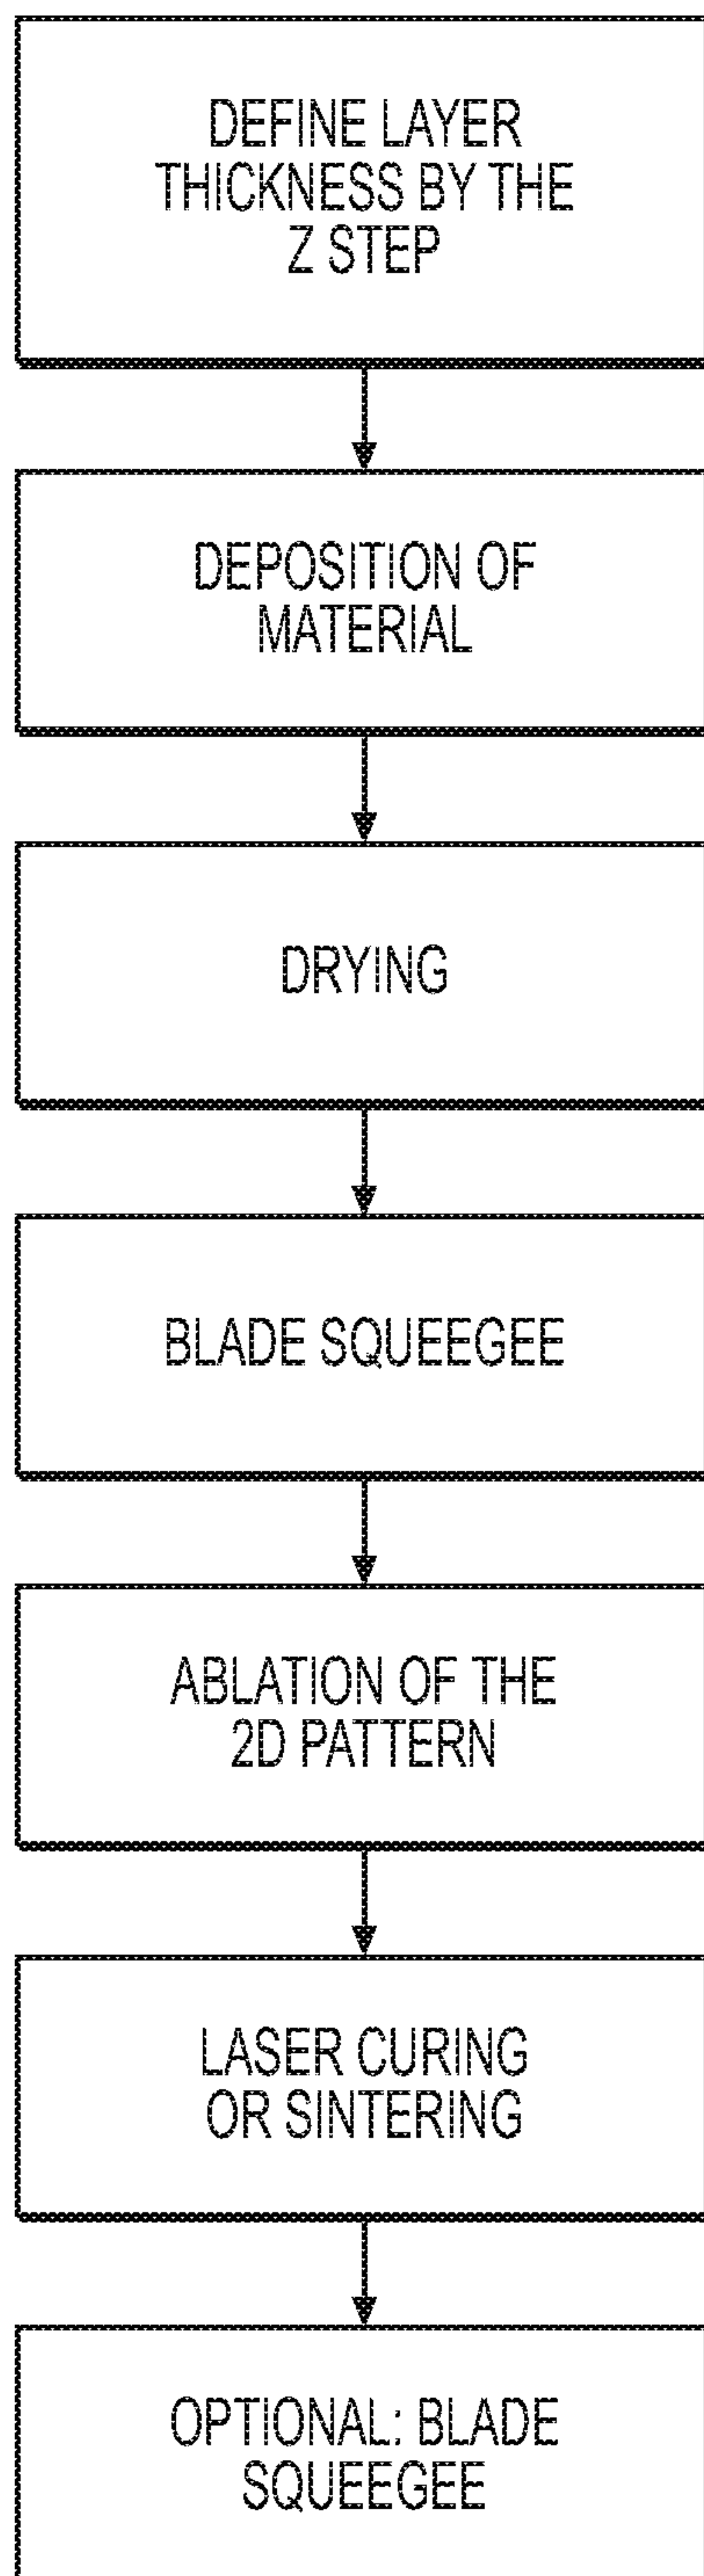 DEFINE LAYER
THICKNESS BY THE
Z STEP
DEPOSITION OF
MATERIAL
DRYING
BLADE SQUEEGEE
ABLATION OF THE
2D PATTERN
LASER CURING
OR SINTERING
OPTIONAL: BLADE
SQUEEGEE